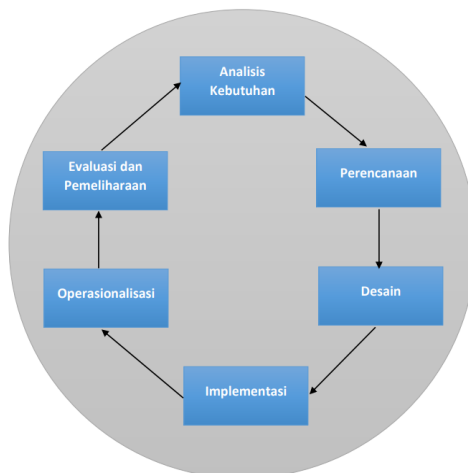 Analisis
Kebutuhan
Perencanaan
Desain
Implementasi
Operasionalisasi
Evaluasi dan
Pemeliharaan